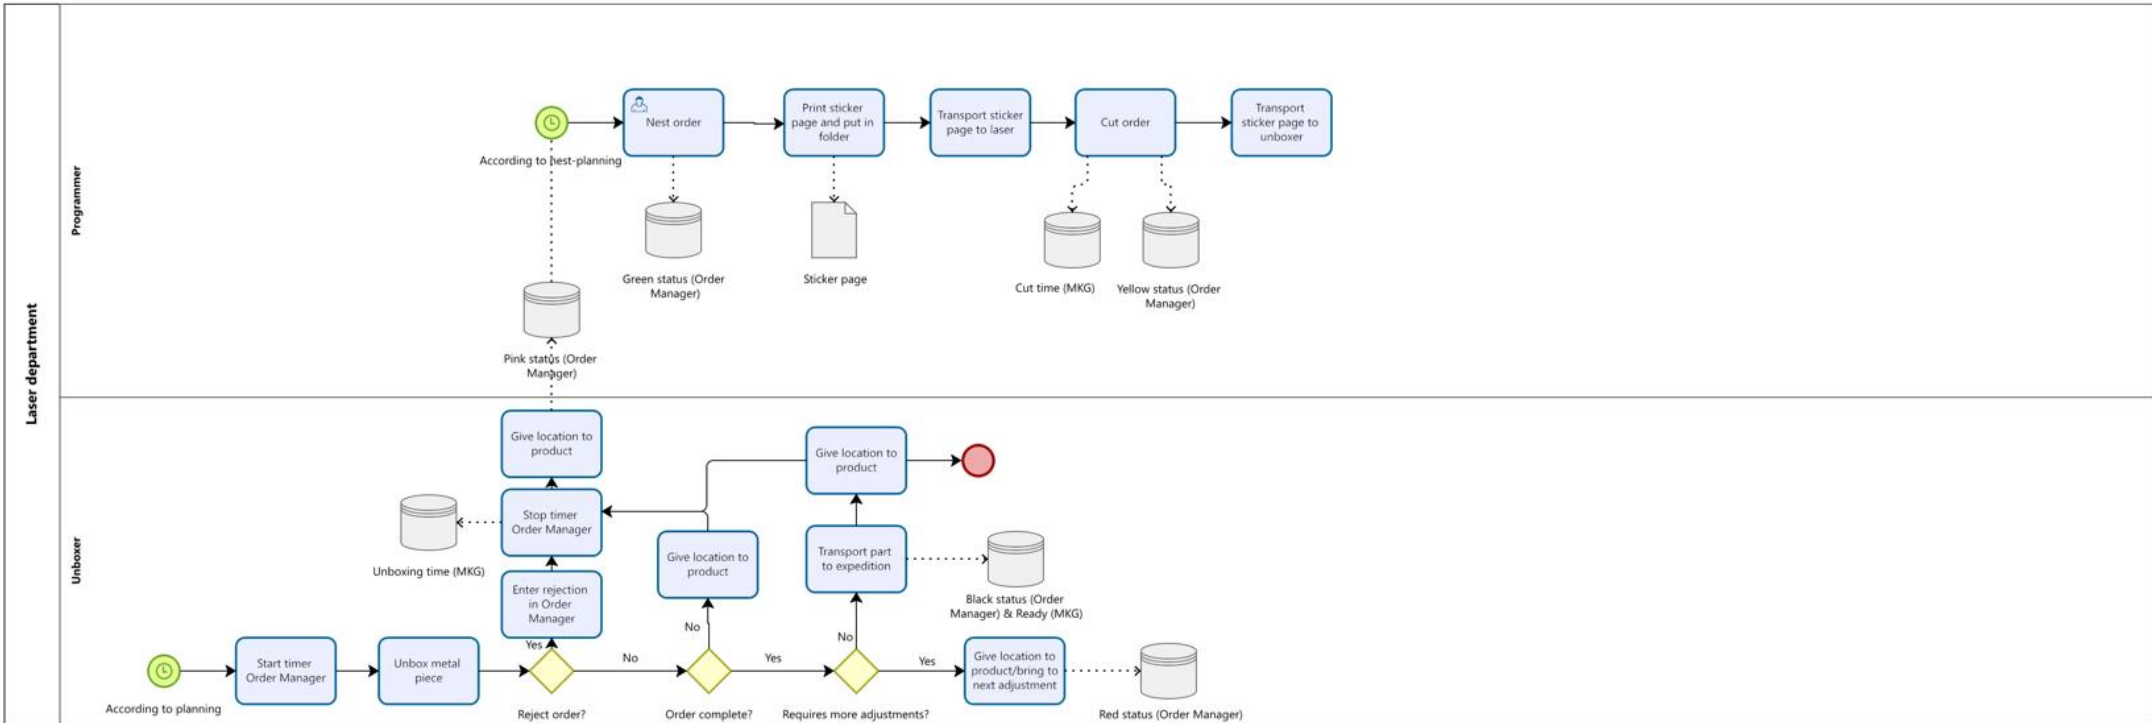 Laser department
Programmer
According to nest-planning
Nest order
Print sticker
page and put in
folder
Transport sticker
page to laser
Cut order
Transport
sticker page to
unboxer
Green status (Order
Manager)
Sticker page
Cut time (MKG)
Yellow status (Order
Manager)
Pink status (Order
Manager)
Unboxer
Give location to
product
Give location to
product
Stop timer
Order Manager
Unboxing time (MKG)
Give location to
product
Transport part
to expedition
Black status (Order
Manager) & Ready (MKG)
Enter rejection
in Order
Manager
No
No
Yes
According to planning
Start timer
Order Manager
Unbox metal
piece
Reject order?
No
Order complete?
Yes
Requires more adjustments?
Yes
Give location to
product/bring to
next adjustment
Red status (Order Manager)